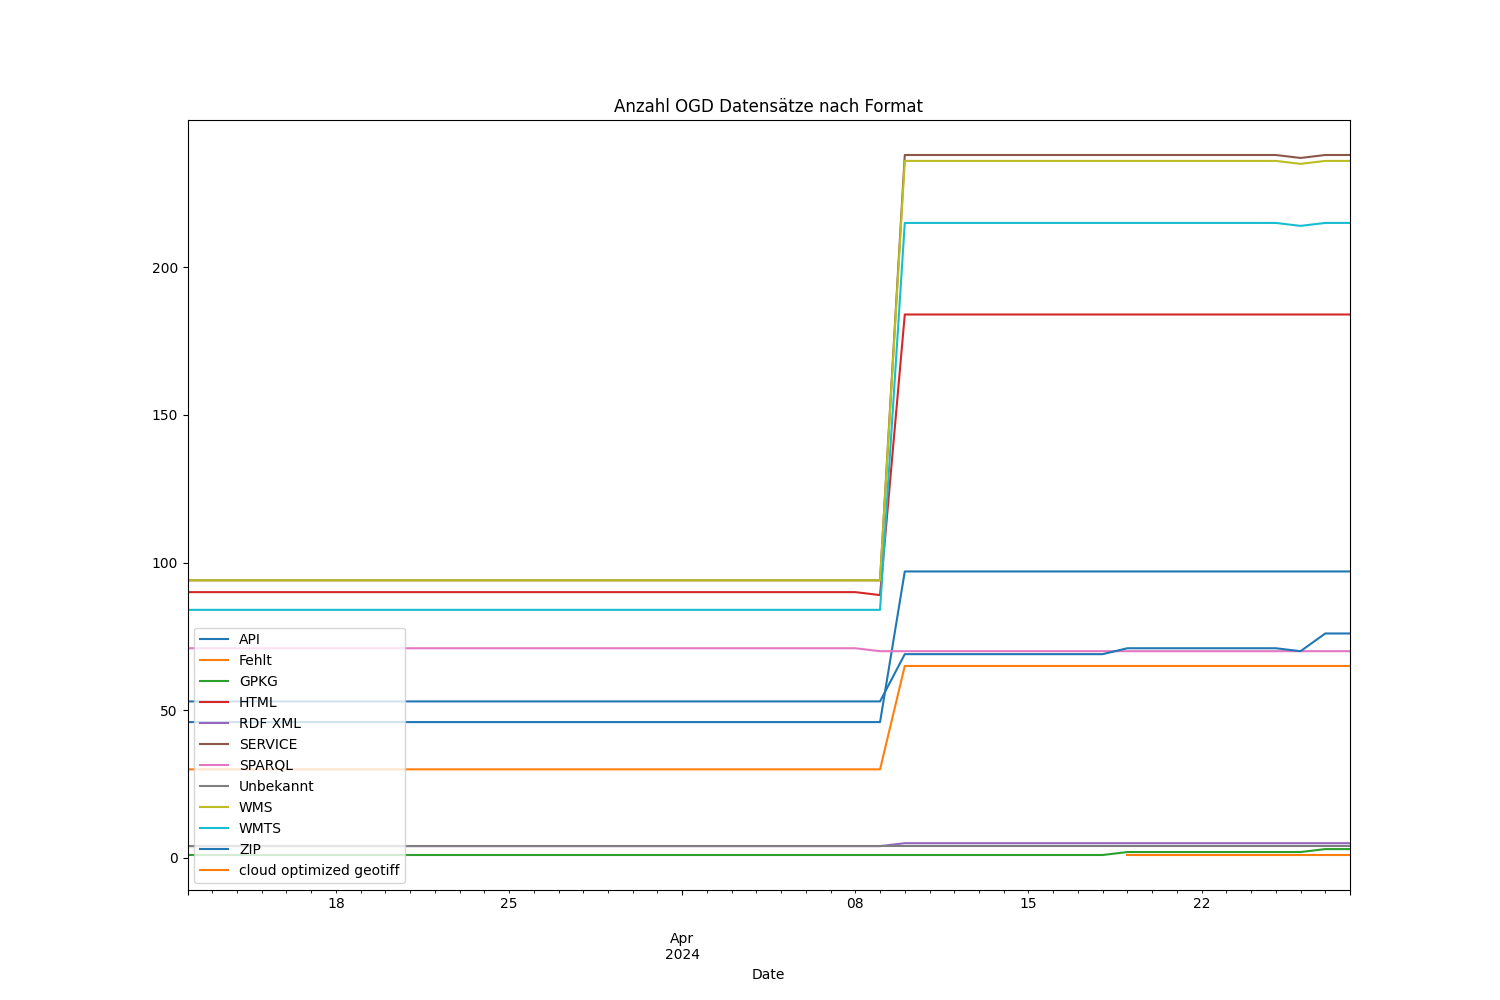 Anzahl OGD Datensätze nach Format
200
150
100
50
0
API
Fehlt
GPKG
HTML
RDF XML
SERVICE
SPARQL
Unbekannt
WMS
WMTS
ZIP
cloud optimized geotiff
18 25 08 15 22
Apr
2024
Date